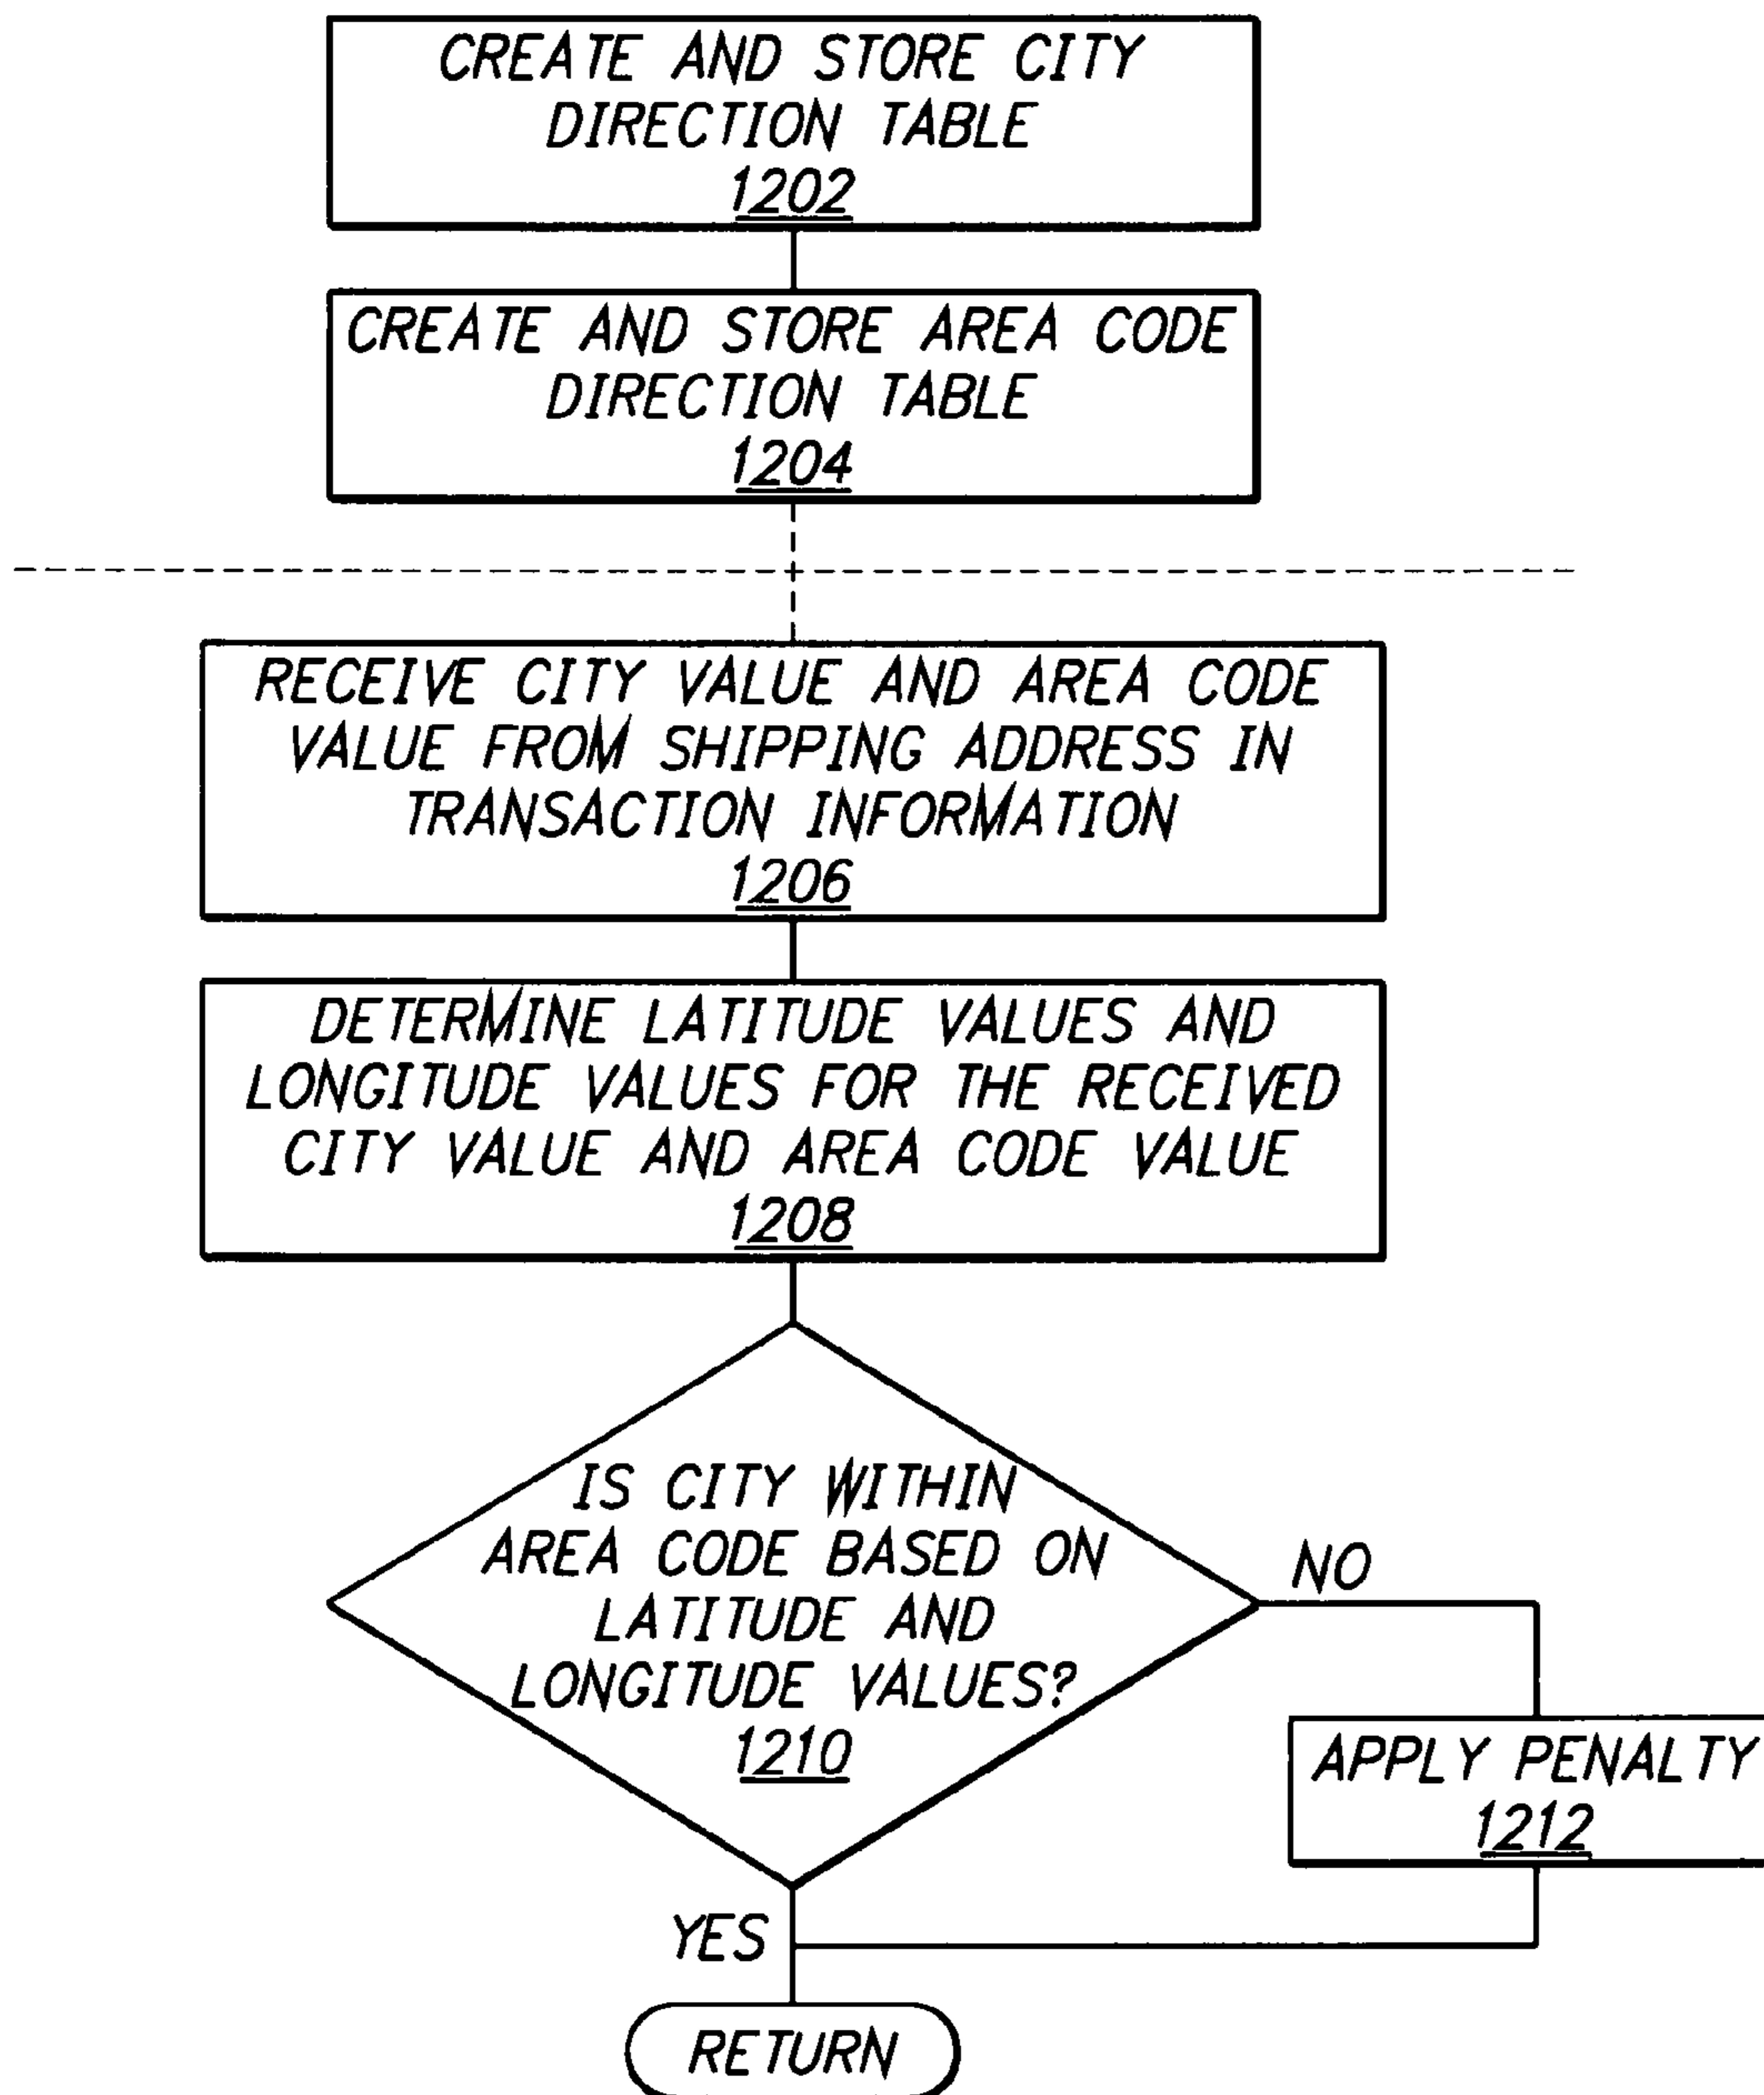 CREATE AND STORE CITY
DIRECTION TABLE
1202
CREATE AND STORE AREA CODE
DIRECTION TABLE
1204
RECEIVE CITY VALUE AND AREA CODE
VALUE FROM SHIPPING ADDRESS IN
TRANSACTION INFORMATION
1206
DETERMINE LATITUDE VALUES AND
LONGITUDE VALUES FOR THE RECEIVED
CITY VALUE AND AREA CODE VALUE
1208
IS CITY WITHIN
AREA CODE BASED ON
LATITUDE AND
LONGITUDE VALUES?
1210
NO
APPLY PENALTY
1212
YES
RETURN